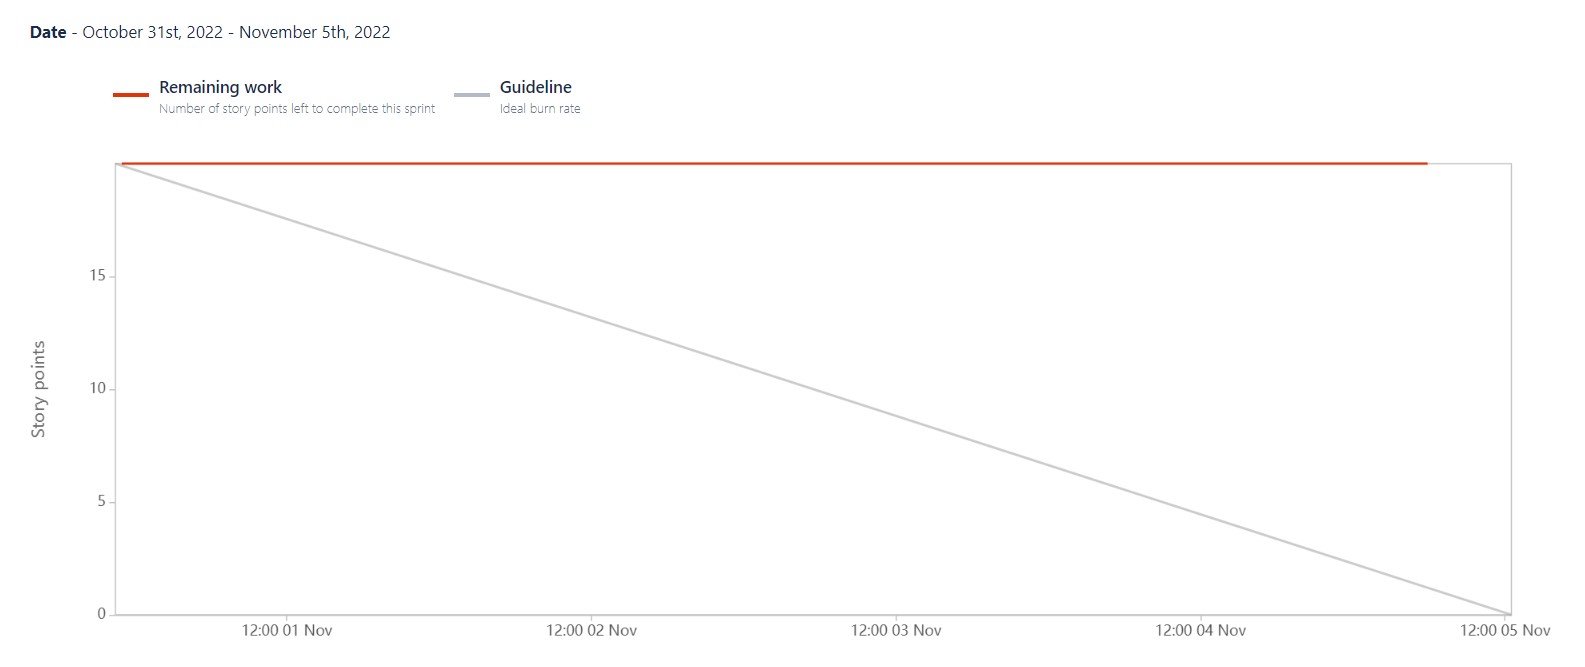 Date - October 31st, 2022 - November 5th, 2022
Remaining work
Number of story points left to complete this sprint
Guideline
Ideal burn rate
Story points
15
10
5
0
12:00 01 Nov
12:00 02 Nov
12:00 03 Nov
12:00 04 Nov
12:00 05 Nov